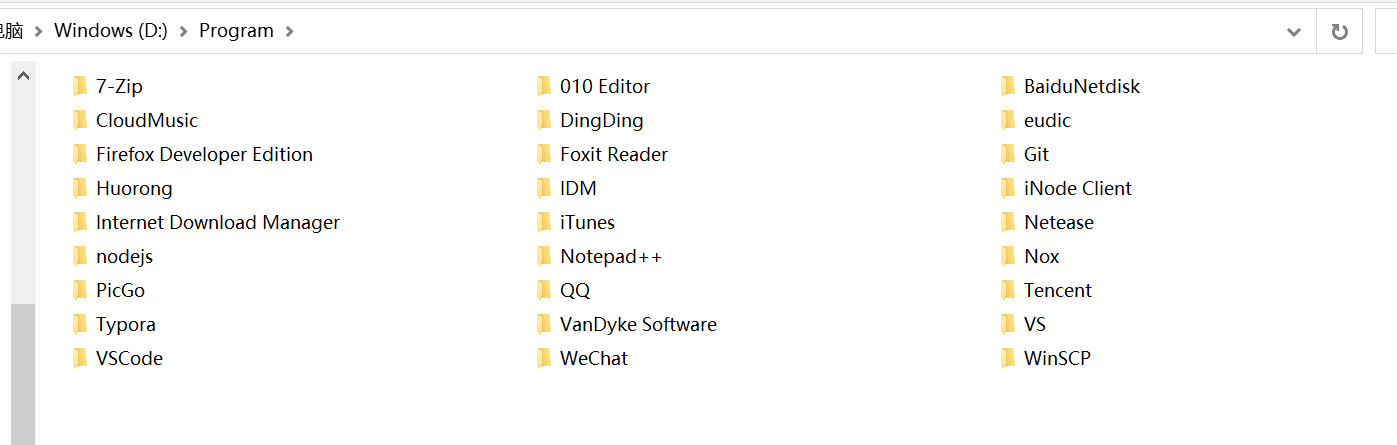 电脑 > Windows (D:) > Program >
7-Zip 010 Editor BaiduNetdisk
CloudMusic DingDing eudic
Firefox Developer Edition Foxit Reader Git
Huorong IDM iNode Client
Internet Download Manager iTunes Netease
nodejs Notepad++ Nox
PicGo QQ Tencent
Typora VanDyke Software VS
VSCode WeChat WinSCP